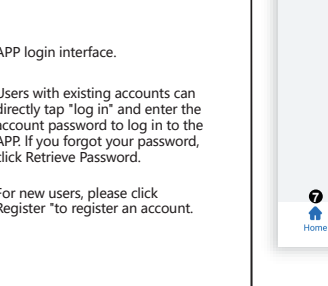 APP login interface.
Users with existing accounts can
directly tap "log in" and enter the
account password to log in to the
APP. If you forgot your password,
click Retrieve Password.
For new users, please click
Register "to register an account.
7
Home